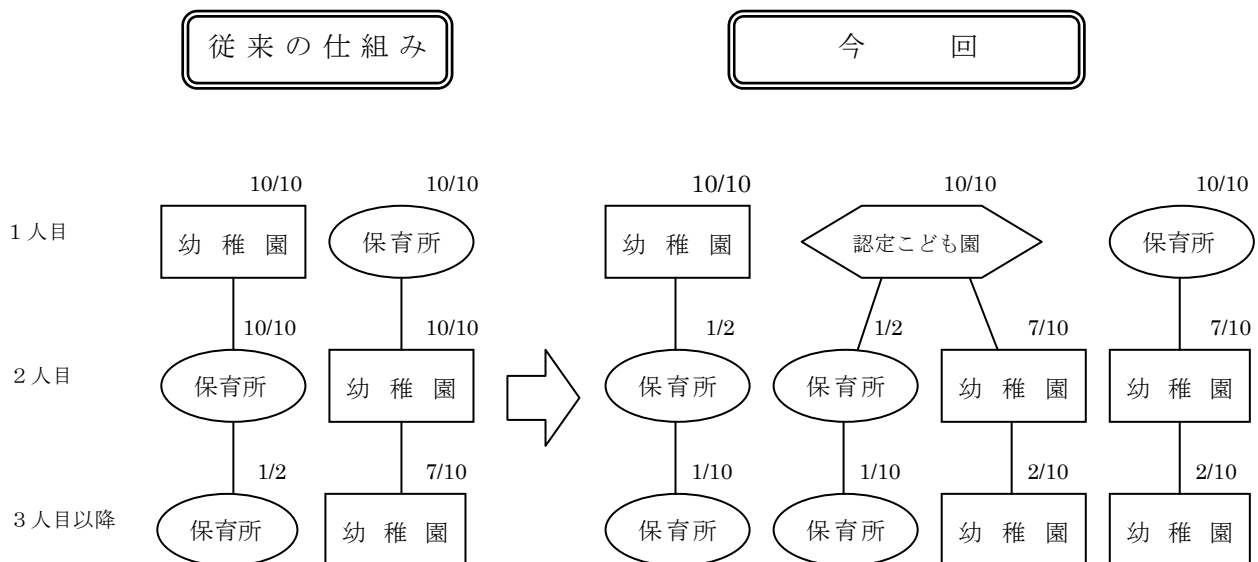 従来の仕組み
今　　回
10/10 10/10 10/10 10/10 10/10
1人目 幼稚園 保育所 幼稚園 認定こども園 保育所
10/10 10/10 1/2 1/2 7/10 7/10
2人目 保育所 幼稚園 保育所 保育所 幼稚園 幼稚園
1/2 7/10 1/10 1/10 2/10 2/10
3人目以降 保育所 幼稚園 保育所 保育所 幼稚園 幼稚園